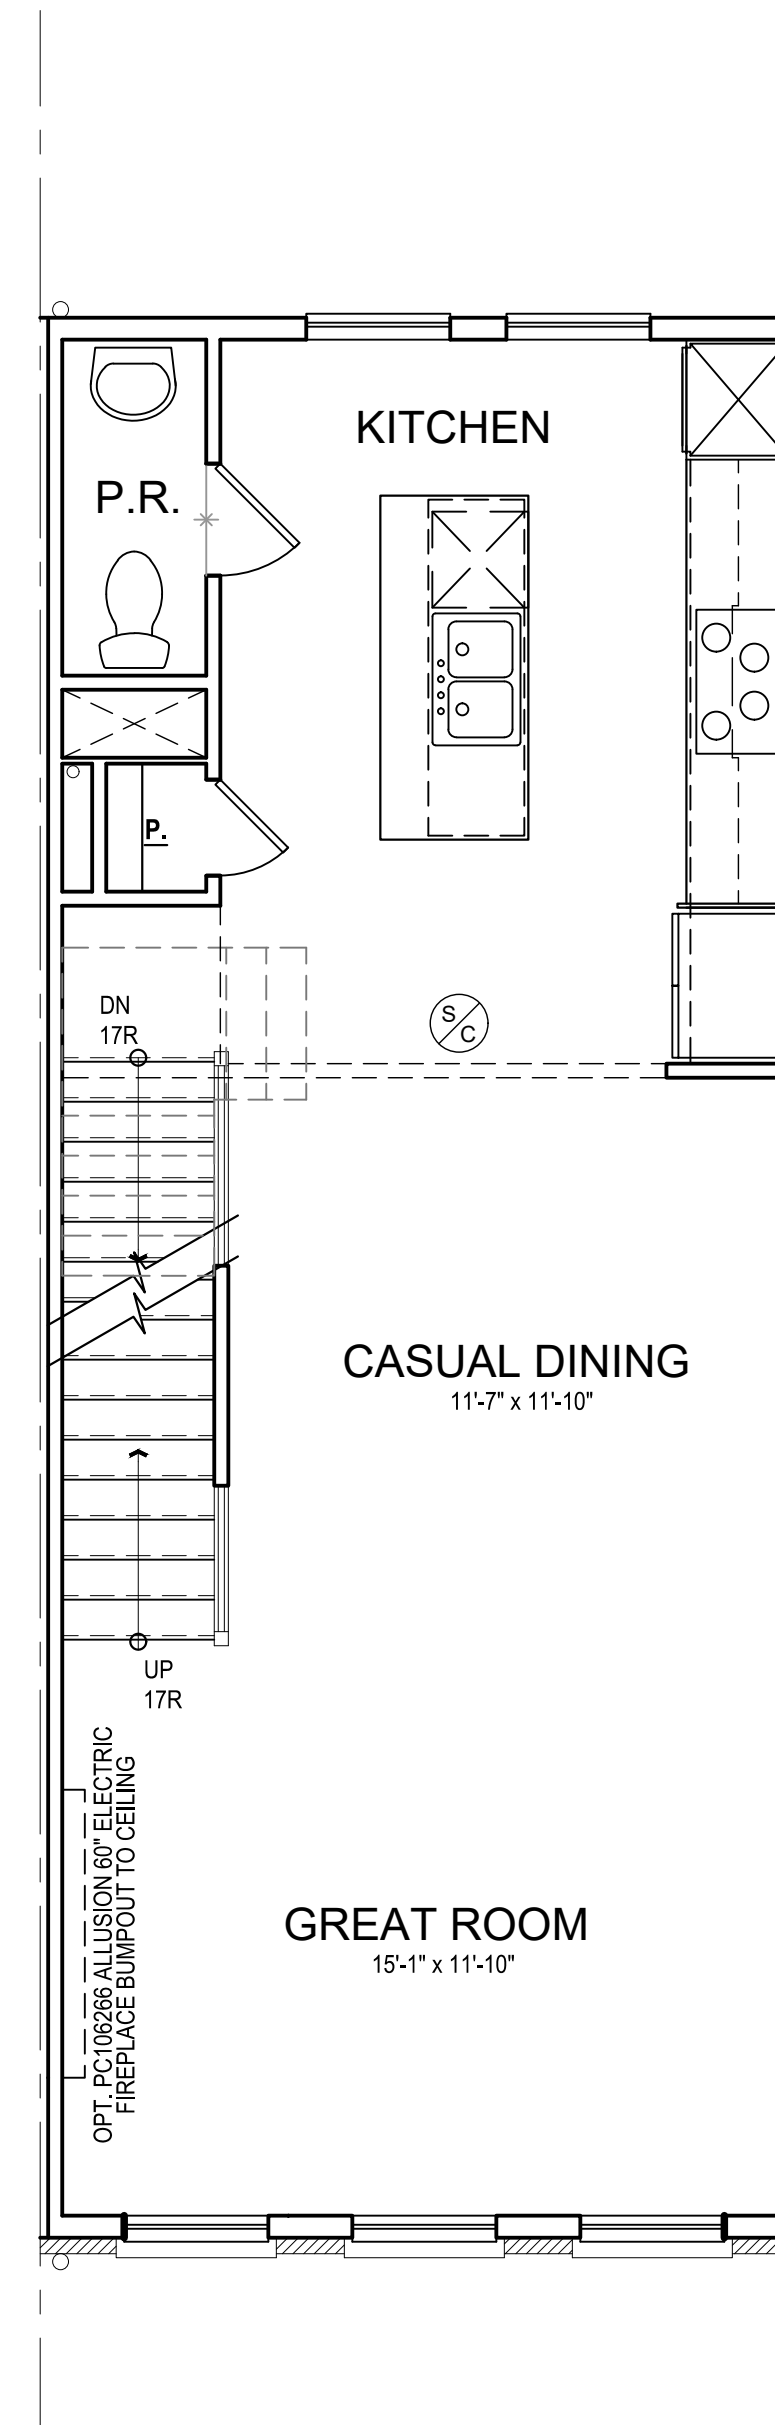 KITCHEN
P.R.
P.
DN
17R
S
C
CASUAL DINING
11'-7" x 11'-10"
UP
17R
OPT. PC106266 ALLUSION 60" ELECTRIC
FIREPLACE BUMPOUT TO CEILING
GREAT ROOM
15'-1" x 11'-10"